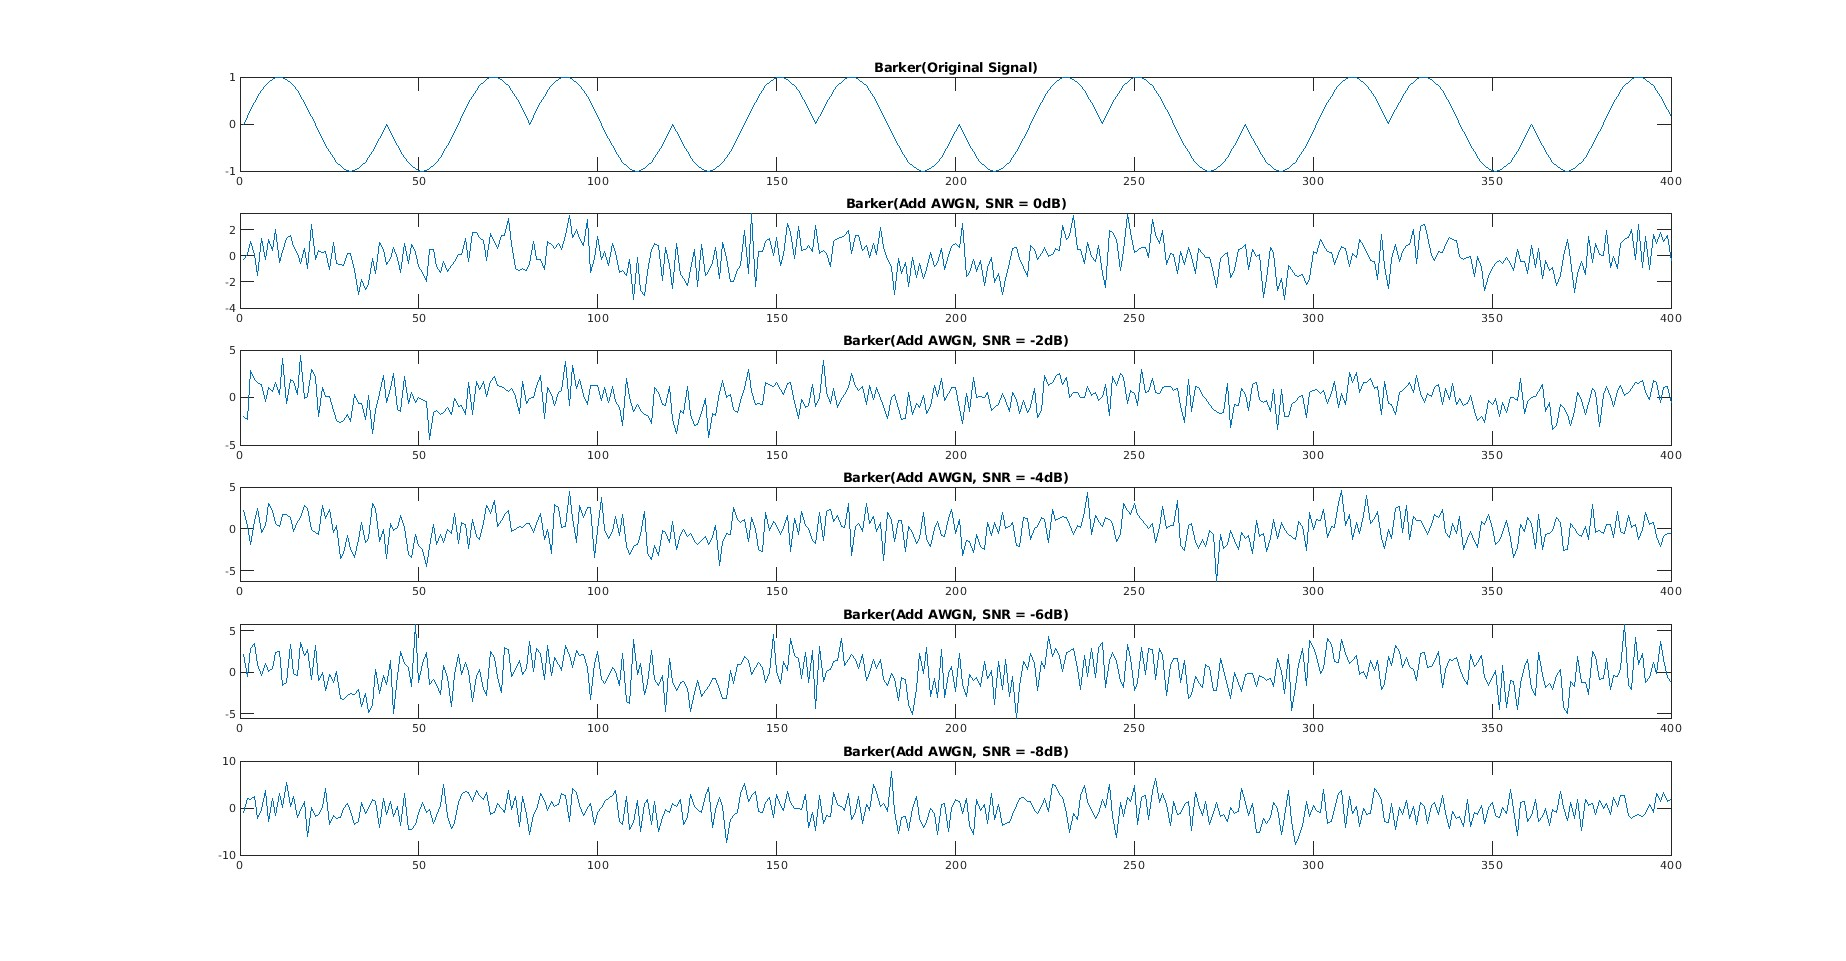 Barker(Original Signal)
1
0
-1
0 50 100 150 200 250 300 350 400
Barker(Add AWGN, SNR = 0dB)
2
0
-2
-4
0 50 100 150 200 250 300 350 400
Barker(Add AWGN, SNR = -2dB)
5
0
-5
0 50 100 150 200 250 300 350 400
Barker(Add AWGN, SNR = -4dB)
5
0
-5
0 50 100 150 200 250 300 350 400
Barker(Add AWGN, SNR = -6dB)
5
0
-5
0 50 100 150 200 250 300 350 400
Barker(Add AWGN, SNR = -8dB)
10
0
-10
0 50 100 150 200 250 300 350 400